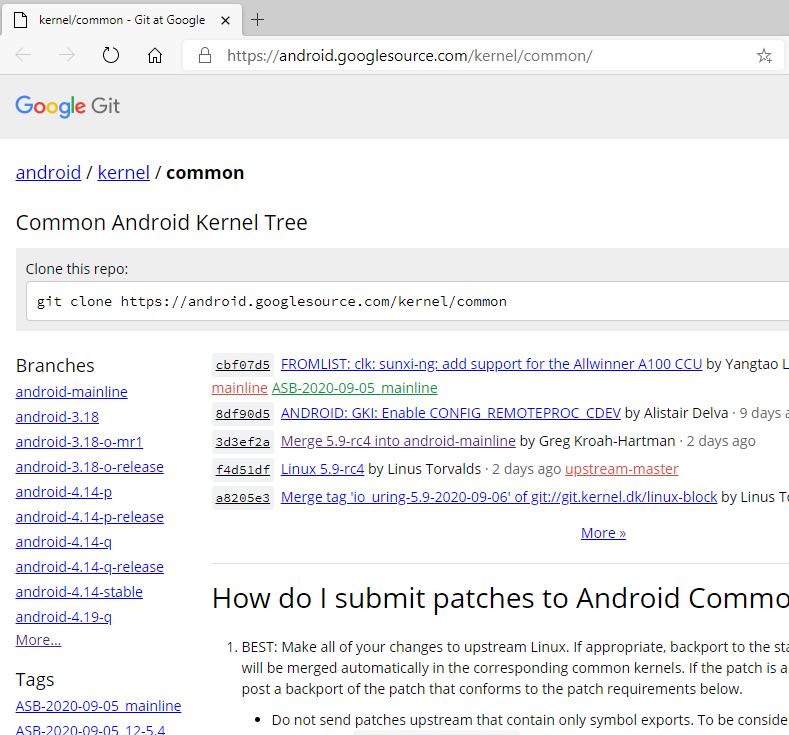 kernel/common - Git at Google
https://android.googlesource.com/kernel/common/
Google Git
android / kernel / common
Common Android Kernel Tree
Clone this repo:
git clone https://android.googlesource.com/kernel/common
Branches
android-mainline
android-3.18
android-3.18-o-mr1
android-3.18-o-release
android-4.14-p
android-4.14-p-release
android-4.14-q
android-4.14-q-release
android-4.14-stable
android-4.19-q
More...
Tags
ASB-2020-09-05_mainline
ASB-2020-09-05_12-5.4
cbf07d5 FROMLIST: clk: sunxi-ng: add support for the Allwinner A100 CCU by Yangtao L
mainline ASB-2020-09-05_mainline
8df90d5 ANDROID: GKI: Enable CONFIG_REMOTEPROC_CDEV by Alistair Delva · 9 days a
3d3ef2a Merge 5.9-rc4 into android-mainline by Greg Kroah-Hartman · 2 days ago
f4d51df Linux 5.9-rc4 by Linus Torvalds · 2 days ago upstream-master
a8205e3 Merge tag 'io_uring-5.9-2020-09-06' of git://git.kernel.dk/linux-block by Linus To
More »
How do I submit patches to Android Commo
1. BEST: Make all of your changes to upstream Linux. If appropriate, backport to the sta
will be merged automatically in the corresponding common kernels. If the patch is a
post a backport of the patch that conforms to the patch requirements below.
• Do not send patches upstream that contain only symbol exports. To be conside